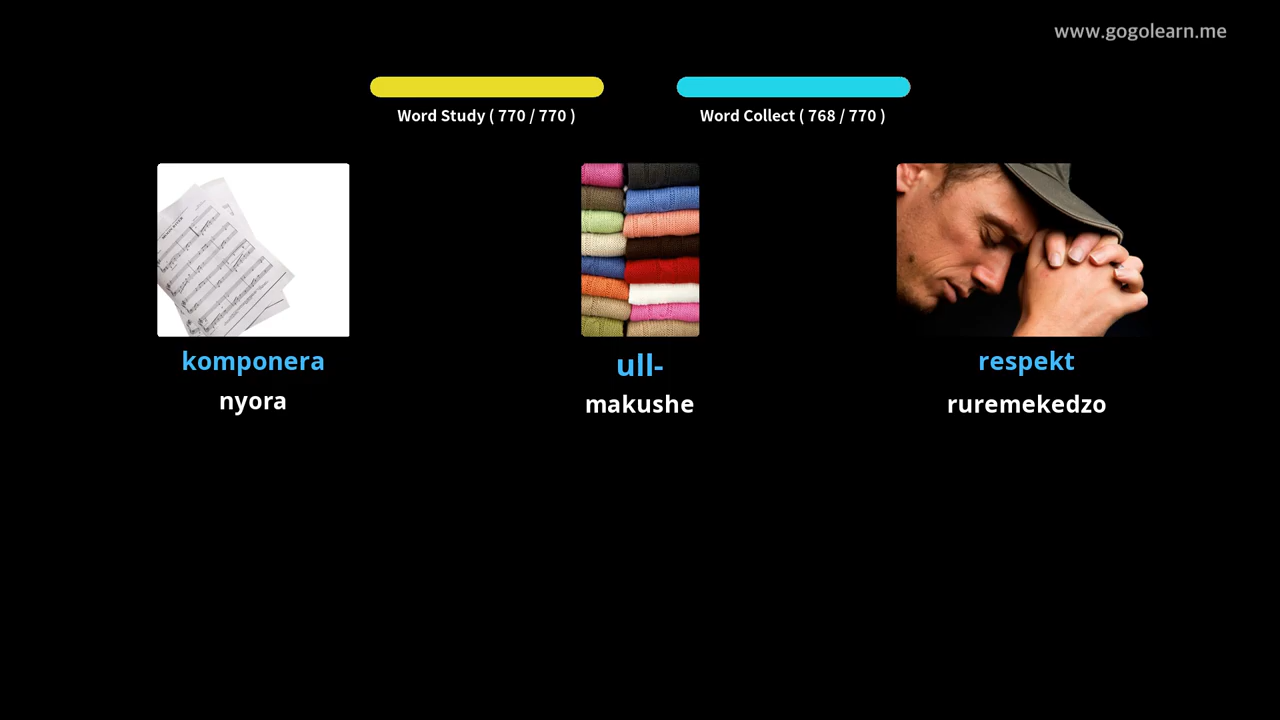 www.gogolearn.me
Word Study ( 770 / 770 )
Word Collect ( 768 / 770 )
komponera
nyora
ull-
makushe
respekt
ruremekedzo